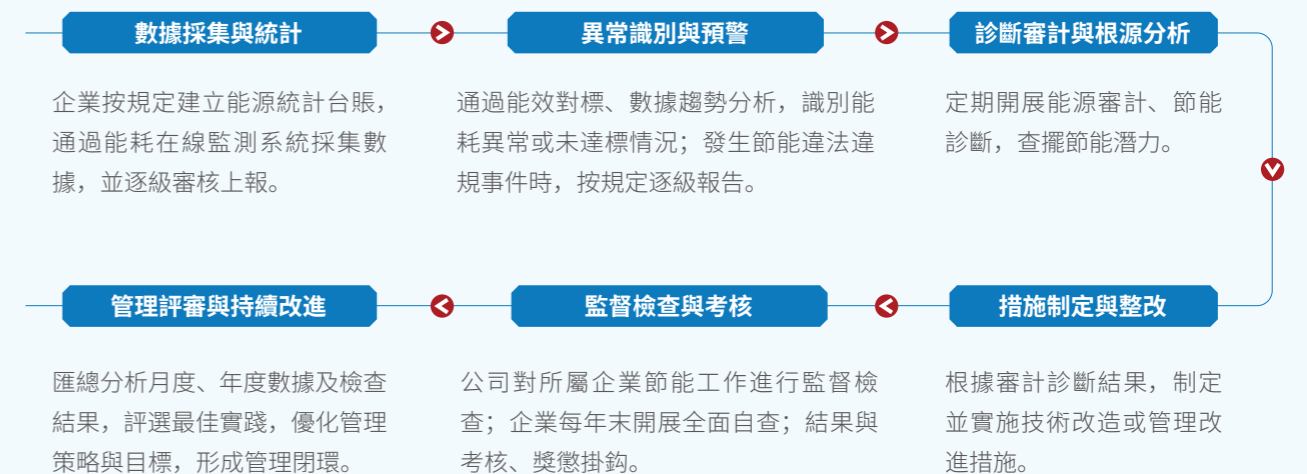 數據採集與統計
企業按規定建立能源統計台賬，
通過能耗在線監測系統採集數
據，並逐級審核上報。
異常識別與預警
通過能效對標、數據趨勢分析，識別能
耗異常或未達標情況；發生節能違法違
規事件時，按規定逐級報告。
診斷審計與根源分析
定期開展能源審計、節能
診斷，查擺節能潛力。
措施制定與整改
根據審計診斷結果，制定
並實施技術改造或管理改
進措施。
監督檢查與考核
公司對所屬企業節能工作進行監督檢
查；企業每年末開展全面自查；結果與
考核、獎懲掛鈎。
管理評審與持續改進
匯總分析月度、年度數據及檢查
結果，評選最佳實踐，優化管理
策略與目標，形成管理閉環。